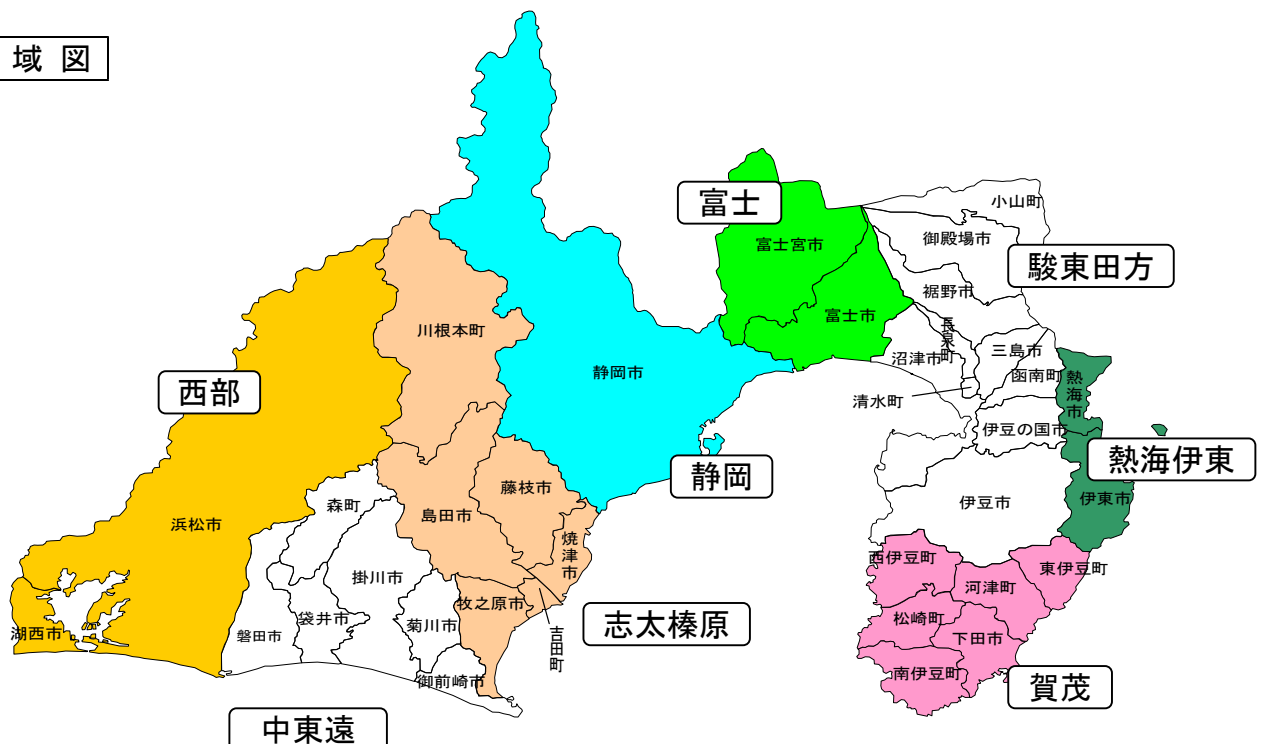 域図
富士
小山町
御殿場市
駿東田方
富士宮市
裾野市
富士市
長泉町
川根本町
三島市
沼津市
函南町
静岡市
熱海市
西部
清水町
伊豆の国市
熱海伊東
静岡
藤枝市
伊東市
森町
伊豆市
島田市
浜松市
焼津市
西伊豆町
東伊豆町
掛川市
河津町
牧之原市
袋井市
松崎町
菊川市
志太榛原
湖西市
磐田市
下田市
吉田町
南伊豆町
御前崎市
賀茂
中東遠